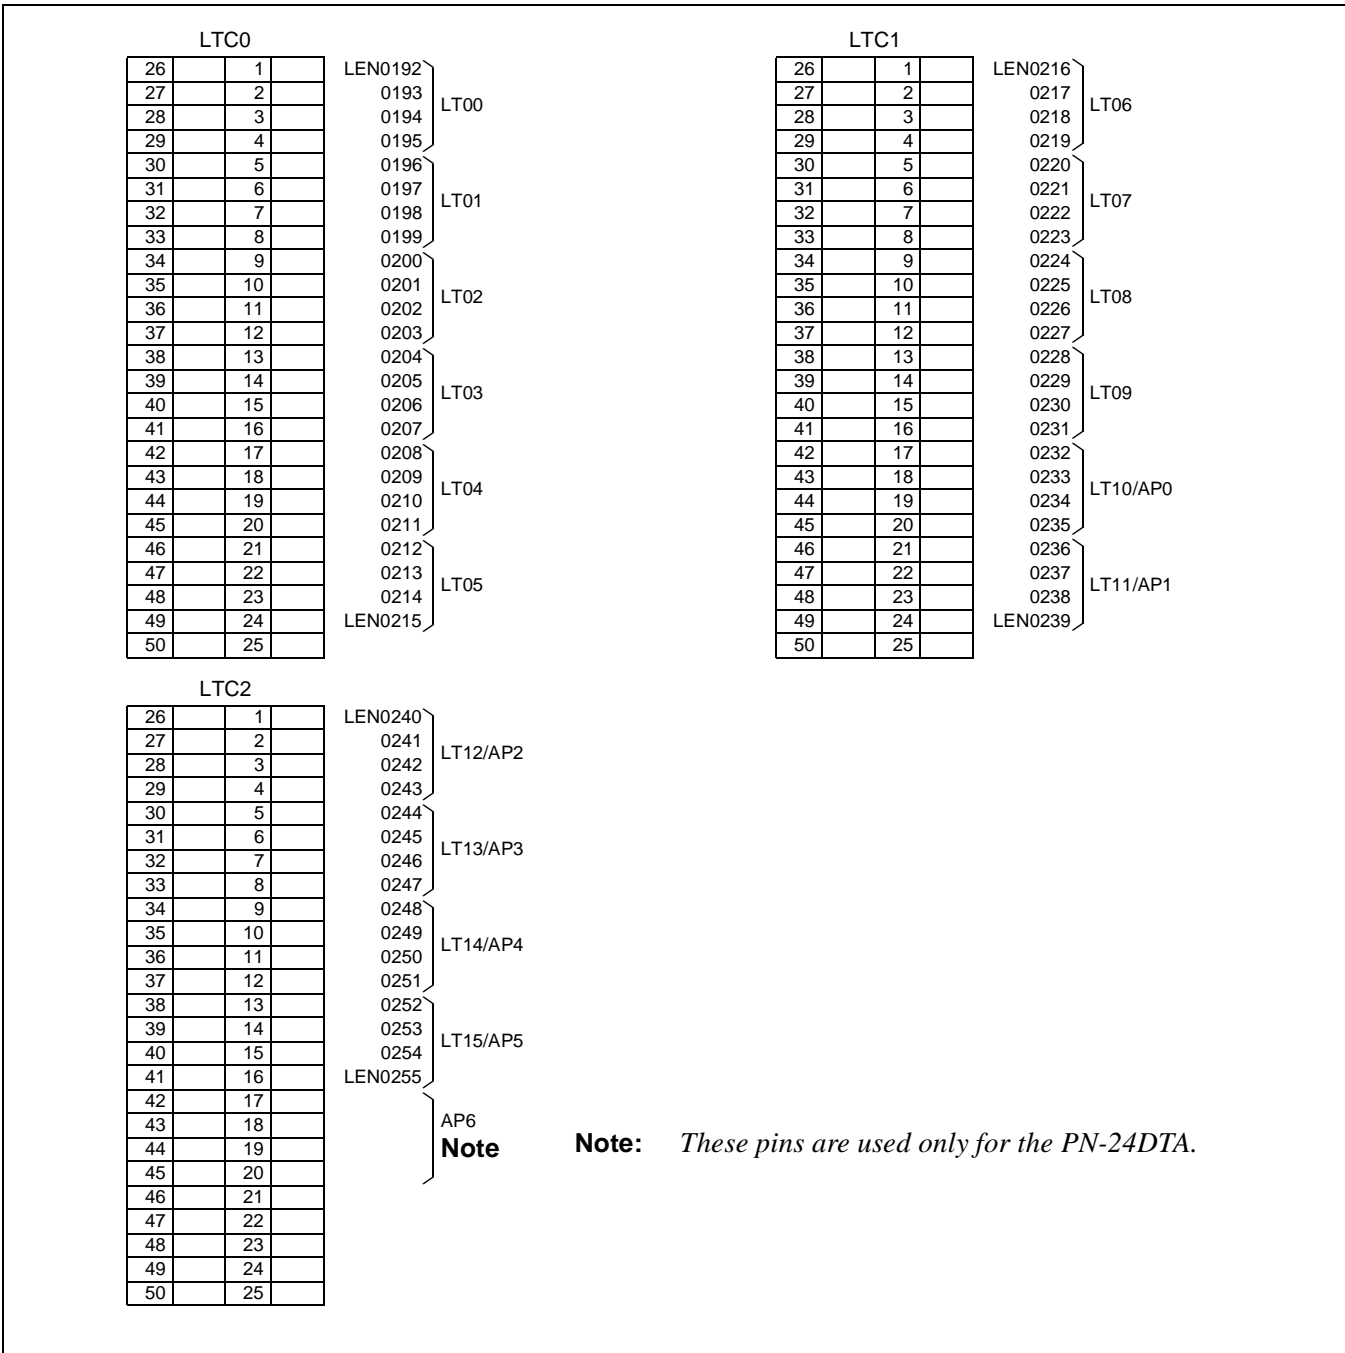 LTC0
26 1 LEN0192
27 2 0193
LT00
28 3 0194
29 4 0195
30 5 0196
31 6 0197
LT01
32 7 0198
33 8 0199
34 9 0200
35 10 0201
LT02
36 11 0202
37 12 0203
38 13 0204
39 14 0205
LT03
40 15 0206
41 16 0207
42 17 0208
43 18 0209
LT04
44 19 0210
45 20 0211
46 21 0212
47 22 0213
LT05
48 23 0214
49 24 LEN0215
50 25
LTC1
26 1 LEN0216
27 2 0217
LT06
28 3 0218
29 4 0219
30 5 0220
31 6 0221
LT07
32 7 0222
33 8 0223
34 9 0224
35 10 0225
LT08
36 11 0226
37 12 0227
38 13 0228
39 14 0229
LT09
40 15 0230
41 16 0231
42 17 0232
43 18 0233
LT10/AP0
44 19 0234
45 20 0235
46 21 0236
47 22 0237
LT11/AP1
48 23 0238
49 24 LEN0239
50 25
LTC2
26 1 LEN0240
27 2 0241
LT12/AP2
28 3 0242
29 4 0243
30 5 0244
31 6 0245
LT13/AP3
32 7 0246
33 8 0247
34 9 0248
35 10 0249
LT14/AP4
36 11 0250
37 12 0251
38 13 0252
39 14 0253
LT15/AP5
40 15 0254
41 16 LEN0255
42 17
43 18 AP6
44 19 Note
45 20
46 21
47 22
48 23
49 24
50 25
Note: These pins are used only for the PN-24DTA.